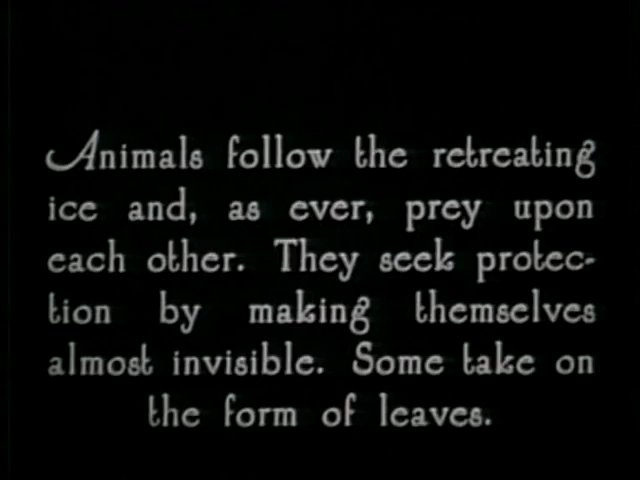 Animals follow the retreating
ice and, as ever, prey upon
each other. They seek protec-
tion by making themselves
almost invisible. Some take on
the form of leaves.